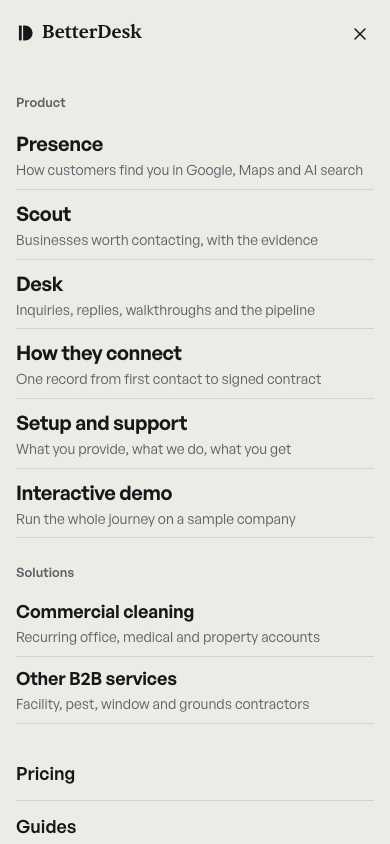 BetterDesk
Product
Presence
How customers find you in Google, Maps and AI search
Scout
Businesses worth contacting, with the evidence
Desk
Inquiries, replies, walkthroughs and the pipeline
How they connect
One record from first contact to signed contract
Setup and support
What you provide, what we do, what you get
Interactive demo
Run the whole journey on a sample company
Solutions
Commercial cleaning
Recurring office, medical and property accounts
Other B2B services
Facility, pest, window and grounds contractors
Pricing
Guides